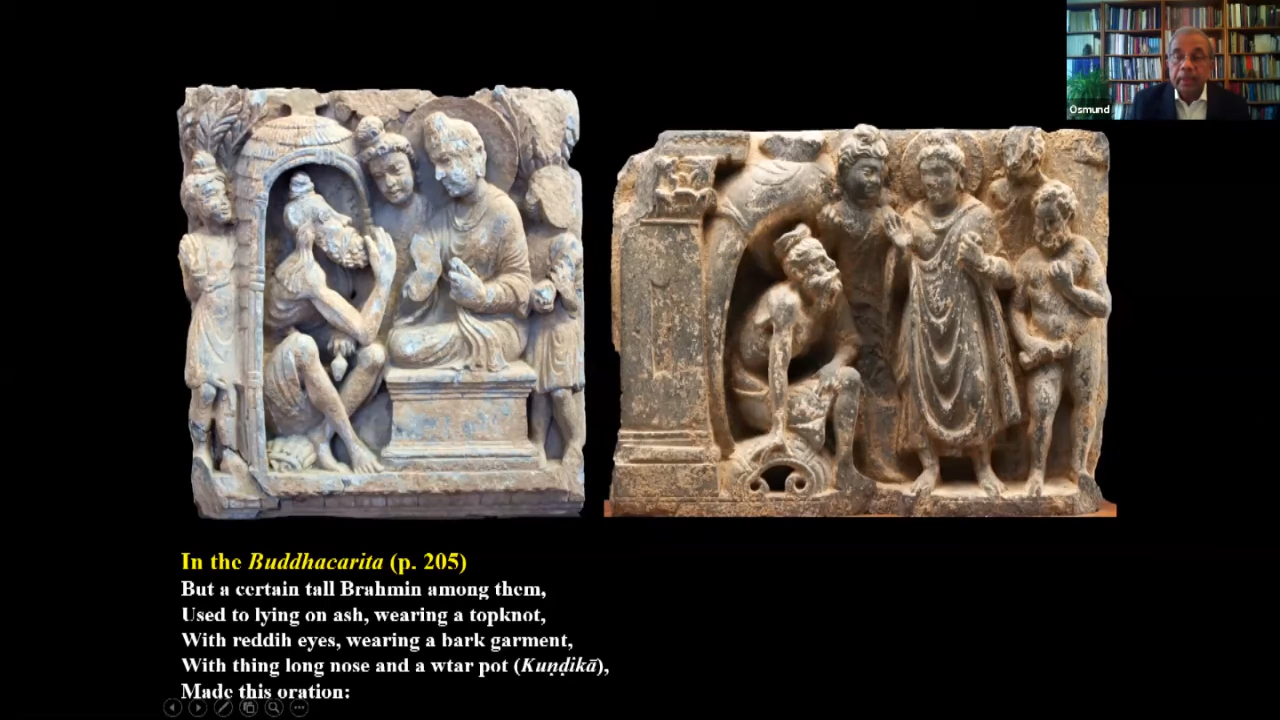 Osmund
In the Buddhacarita (p. 205)
But a certain tall Brahmin among them,
Used to lying on ash, wearing a topknot,
With reddih eyes, wearing a bark garment,
With thing long nose and a wtar pot (Kuṇḍikā),
Made this oration: